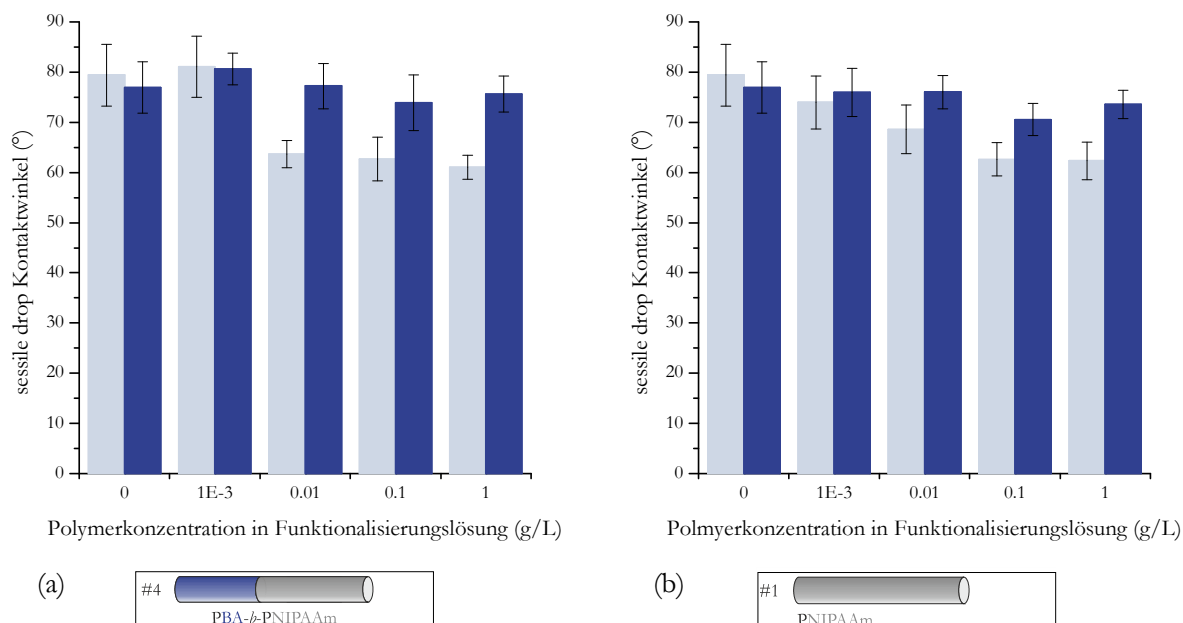 90
80
70
60
50
40
30
20
10
0
sessile drop Kontaktwinkel (°)
0 1E-3 0.01 0.1 1
Polymerkonzentration in Funktionalisierungslösung (g/L)
(a)
#4
PBA-b-PNIPAAm
90
80
70
60
50
40
30
20
10
0
sessile drop Kontaktwinkel (°)
0 1E-3 0.01 0.1 1
Polmyerkonzentration in Funktionalisierungslösung (g/L)
(b)
#1
PNIPAAm